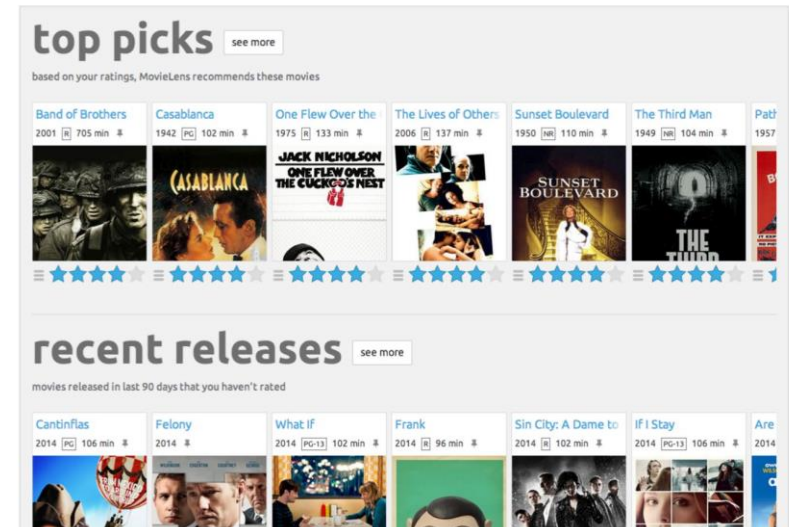 top picks see more
based on your ratings, MovieLens recommends these movies
Band of Brothers Casablanca One Flew Over the The Lives of Others Sunset Boulevard The Third Man Path
2001 R 705 min 1942 PG 102 min 1975 R 133 min 2006 R 137 min 1950 NR 110 min 1949 NR 104 min 1957
CASABLANCA
JACK NICHOLSON
ONE FLEW OVER
THE CUCKOO'S NEST
SUNSET
BOULEVARD
THE
THIRD
recent releases see more
movies released in last 90 days that you haven't rated
Cantinflas Felony What If Frank Sin City: A Dame to If I Stay Are
2014 PG 106 min 2014 2014 PG-13 102 min 2014 R 96 min 2014 R 102 min 2014 PG-13 106 min 2014